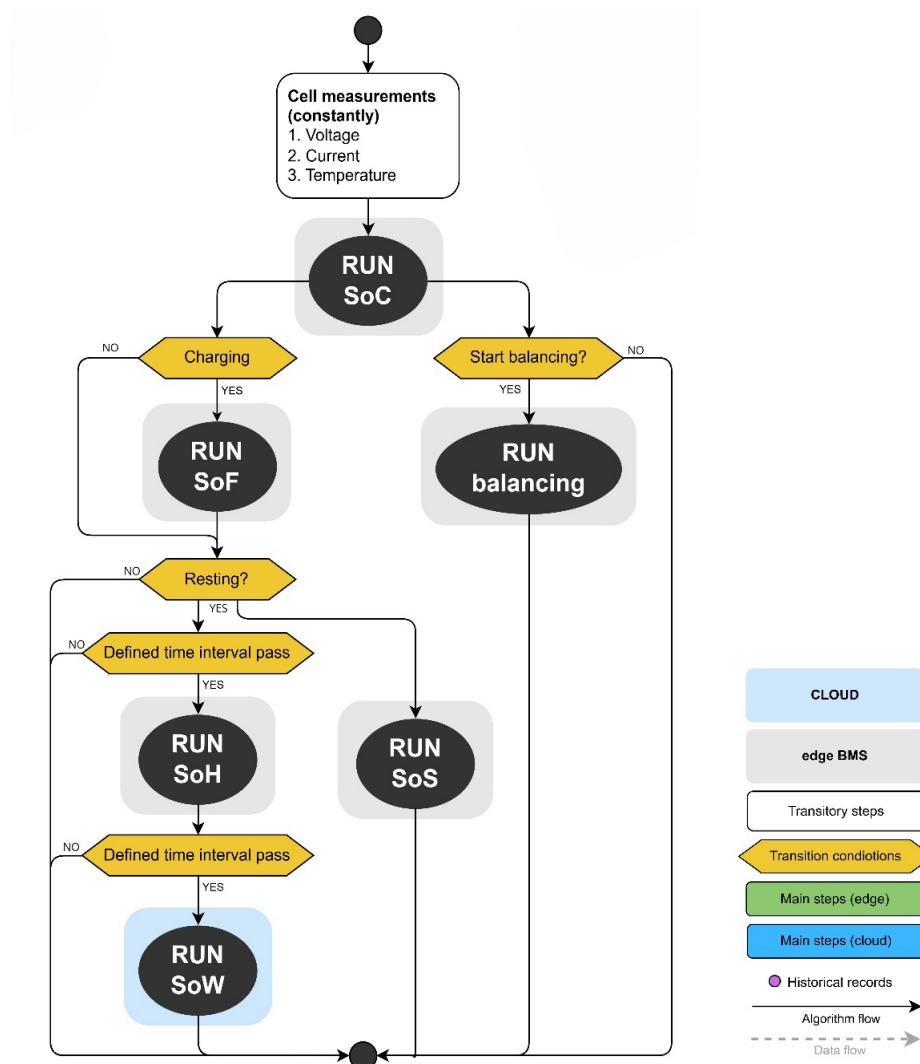 Cell measurements
(constantly)
1. Voltage
2. Current
3. Temperature
RUN
SoC
NO
Charging
Start balancing?
NO
YES
YES
RUN
SoF
RUN
balancing
NO
Resting?
YES
NO
Defined time interval pass
YES
RUN
SoH
RUN
SoS
NO
Defined time interval pass
YES
RUN
SoW
CLOUD
edge BMS
Transitory steps
Transition condiotions
Main steps (edge)
Main steps (cloud)
Historical records
Algorithm flow
Data flow